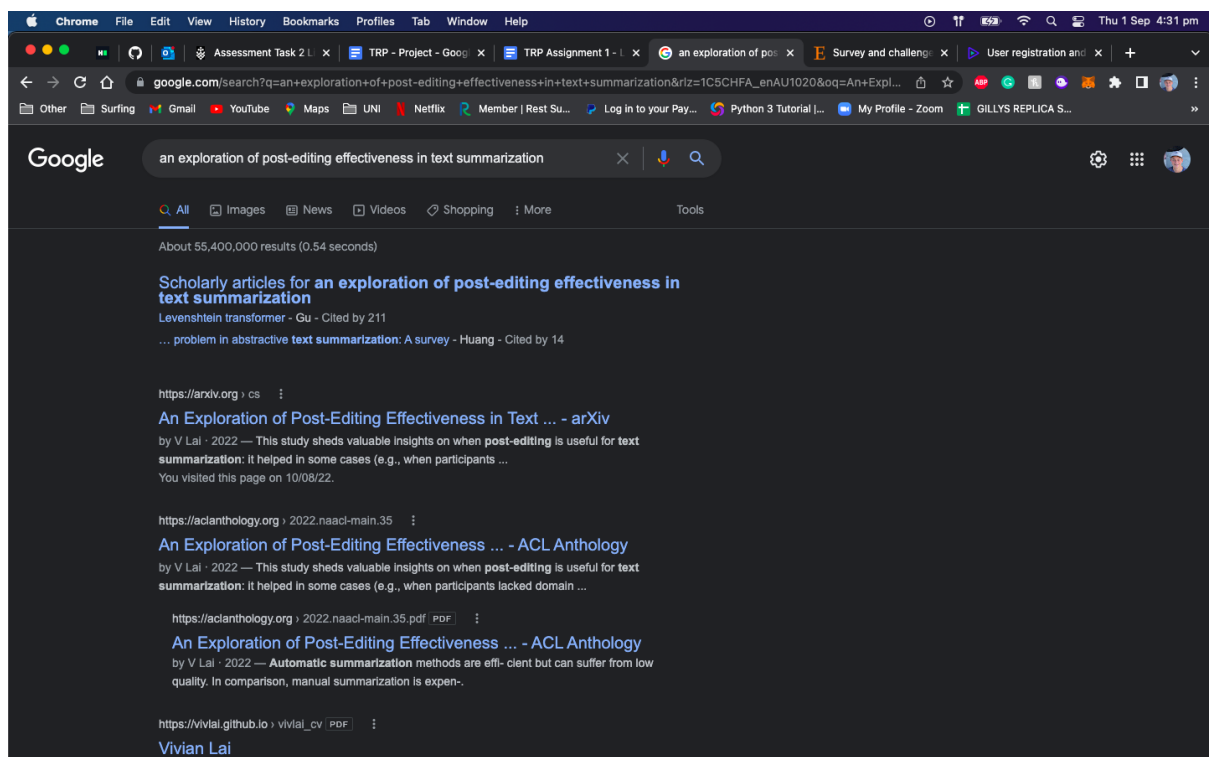 Chrome File Edit View History Bookmarks Profiles Tab Window Help Thu 1 Sep 4:31 pm
Assessment Task 2 L TRP - Project - Goog TRP Assignment 1 - L an exploration of pos Survey and challenge User registration and
google.com/search?q=an+exploration+of+post-editing+effectiveness+in+text+summarization&rlz=1C5CHFA_enAU1020&oq=An+Expl...
Other Surfing Gmail YouTube Maps UNI Netflix Member | Rest Su... Log in to your Pay... Python 3 Tutorial |... My Profile - Zoom GILLYS REPLICA S... »
Google an exploration of post-editing effectiveness in text summarization
All Images News Videos Shopping More Tools
About 55,400,000 results (0.54 seconds)
Scholarly articles for an exploration of post-editing effectiveness in
text summarization
Levenshtein transformer - Gu - Cited by 211
... problem in abstractive text summarization: A survey - Huang - Cited by 14
https://arxiv.org › cs
An Exploration of Post-Editing Effectiveness in Text ... - arXiv
by V Lai · 2022 — This study sheds valuable insights on when post-editing is useful for text
summarization: it helped in some cases (e.g., when participants ...
You visited this page on 10/08/22.
https://aclanthology.org › 2022.naacl-main.35
An Exploration of Post-Editing Effectiveness ... - ACL Anthology
by V Lai · 2022 — This study sheds valuable insights on when post-editing is useful for text
summarization: it helped in some cases (e.g., when participants lacked domain ...
https://aclanthology.org › 2022.naacl-main.35.pdf PDF
An Exploration of Post-Editing Effectiveness ... - ACL Anthology
by V Lai · 2022 — Automatic summarization methods are effi- cient but can suffer from low
quality. In comparison, manual summarization is expen-.
https://vivlai.github.io › vivlai_cv PDF
Vivian Lai